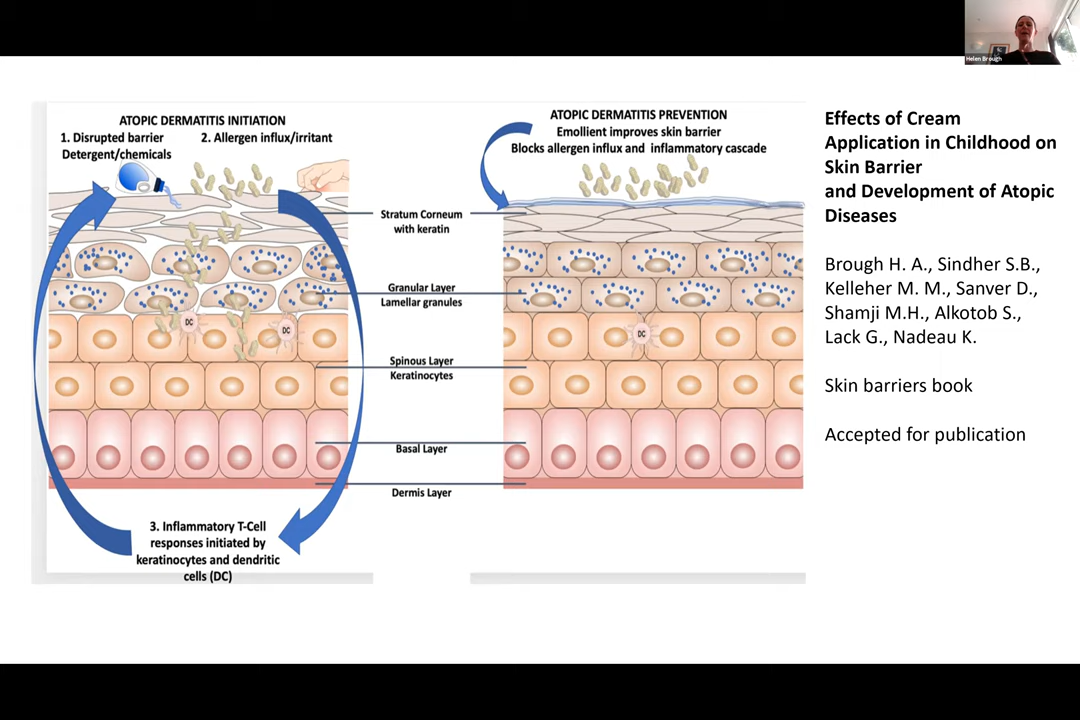 Helen Brough
ATOPIC DERMATITIS INITIATION
1. Disrupted barrier
Detergent/chemicals
2. Allergen influx/irritant
ATOPIC DERMATITIS PREVENTION
Emollient improves skin barrier
Blocks allergen influx and inflammatory cascade
Stratum Corneum
with keratin
Granular Layer
Lamellar granules
DC
DC
DC
Spinous Layer
Keratinocytes
Basal Layer
Dermis Layer
3. Inflammatory T-Cell
responses initiated by
keratinocytes and dendritic
cells (DC)
Effects of Cream
Application in Childhood on
Skin Barrier
and Development of Atopic
Diseases
Brough H. A., Sindher S.B.,
Kelleher M. M., Sanver D.,
Shamji M.H., Alkotob S.,
Lack G., Nadeau K.
Skin barriers book
Accepted for publication